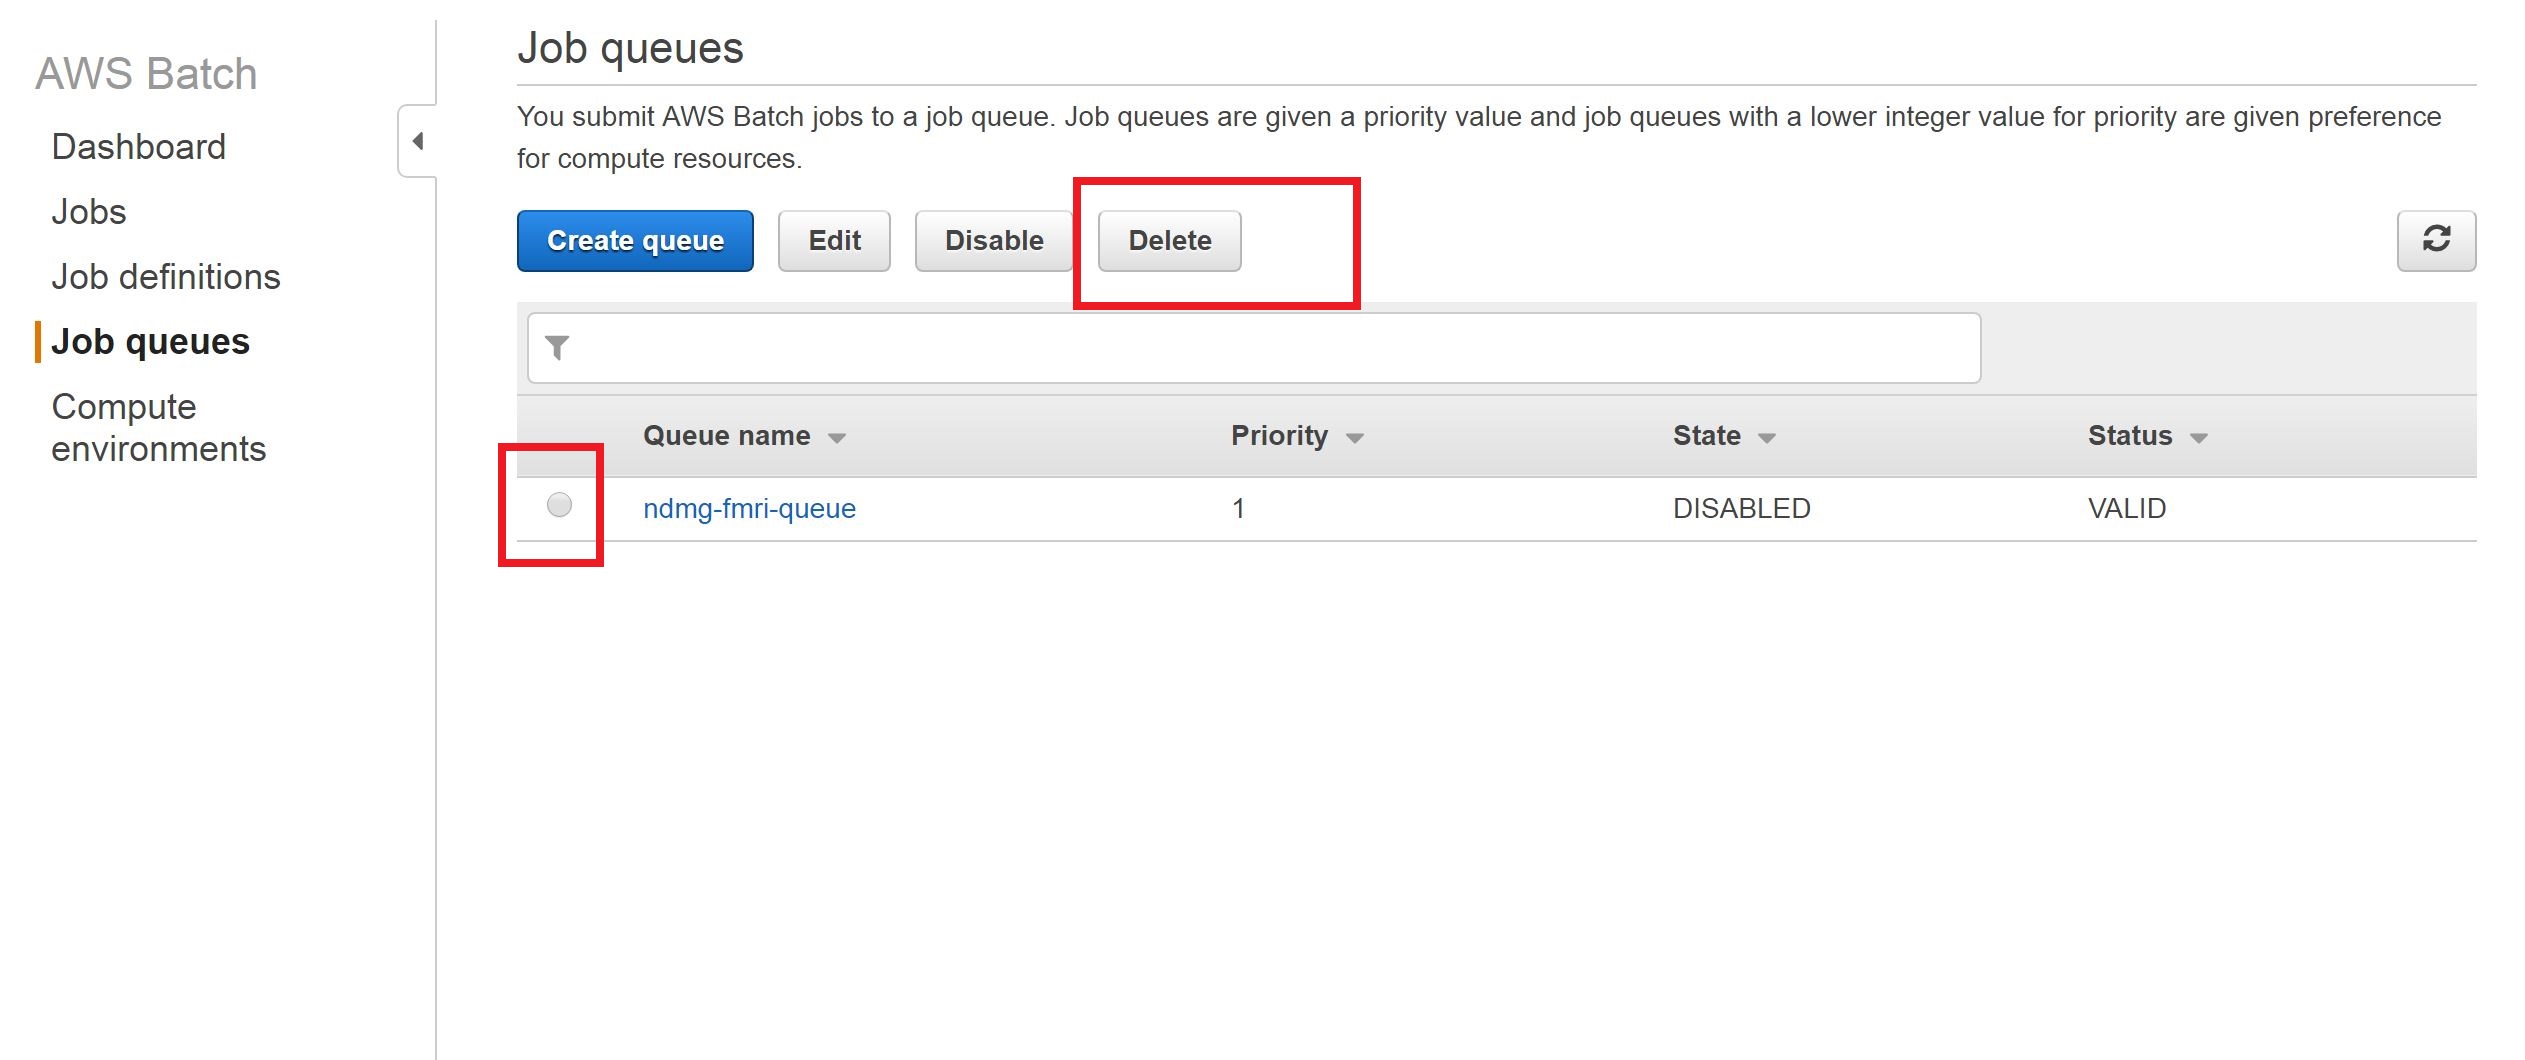 AWS Batch
Dashboard
Jobs
Job definitions
Job queues
Compute
environments
Job queues
You submit AWS Batch jobs to a job queue. Job queues are given a priority value and job queues with a lower integer value for priority are given preference
for compute resources.
Create queue Edit Disable Delete
Queue name Priority State Status
ndmg-fmri-queue 1 DISABLED VALID